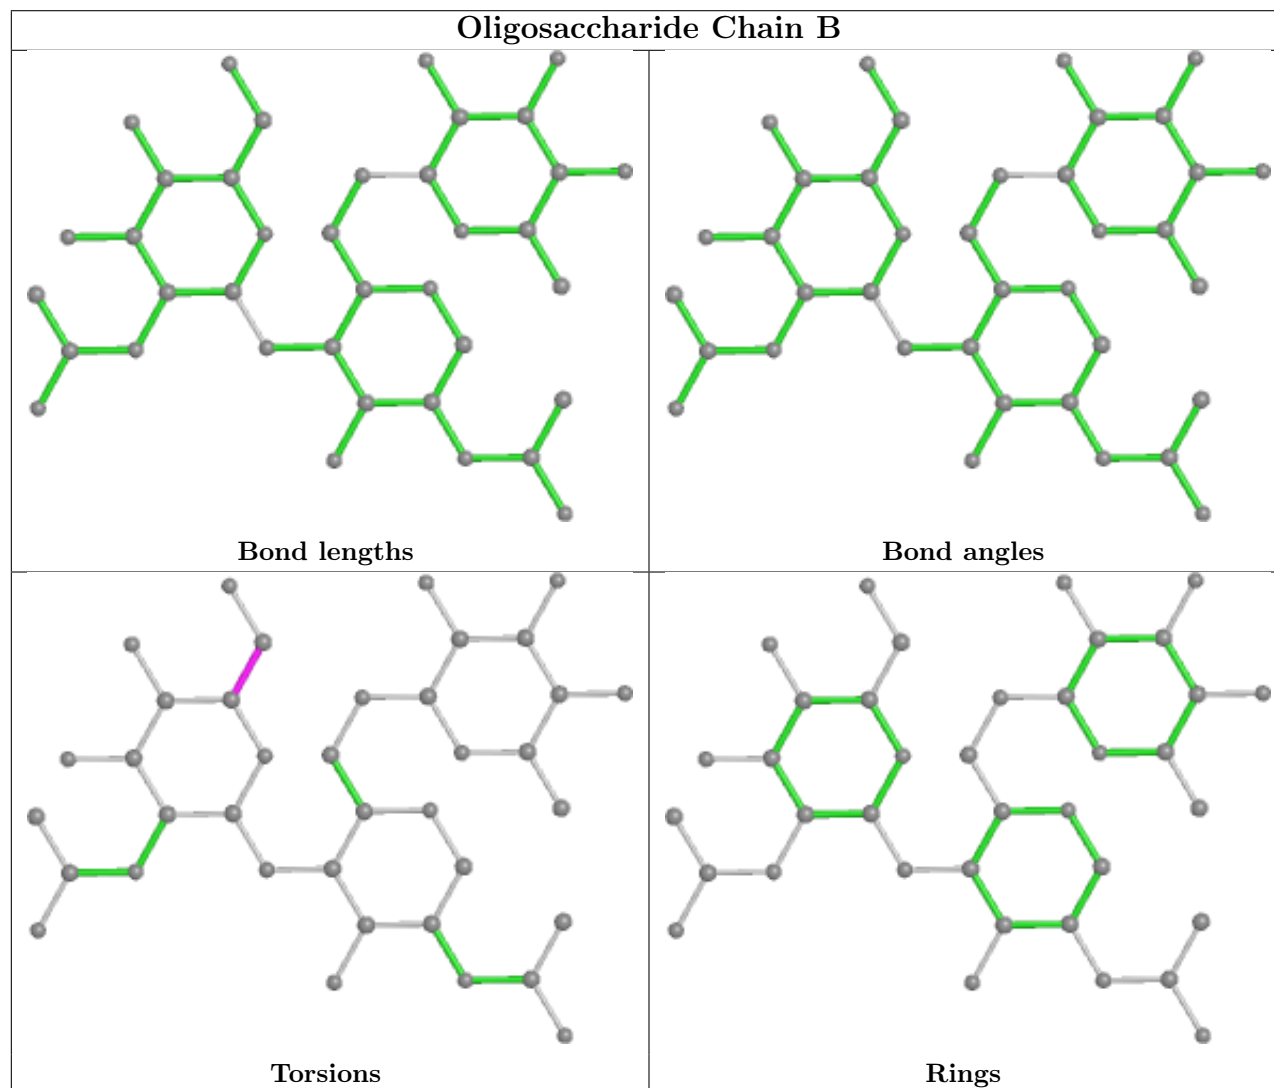 Oligosaccharide Chain B
Bond lengths
Bond angles
Torsions
Rings